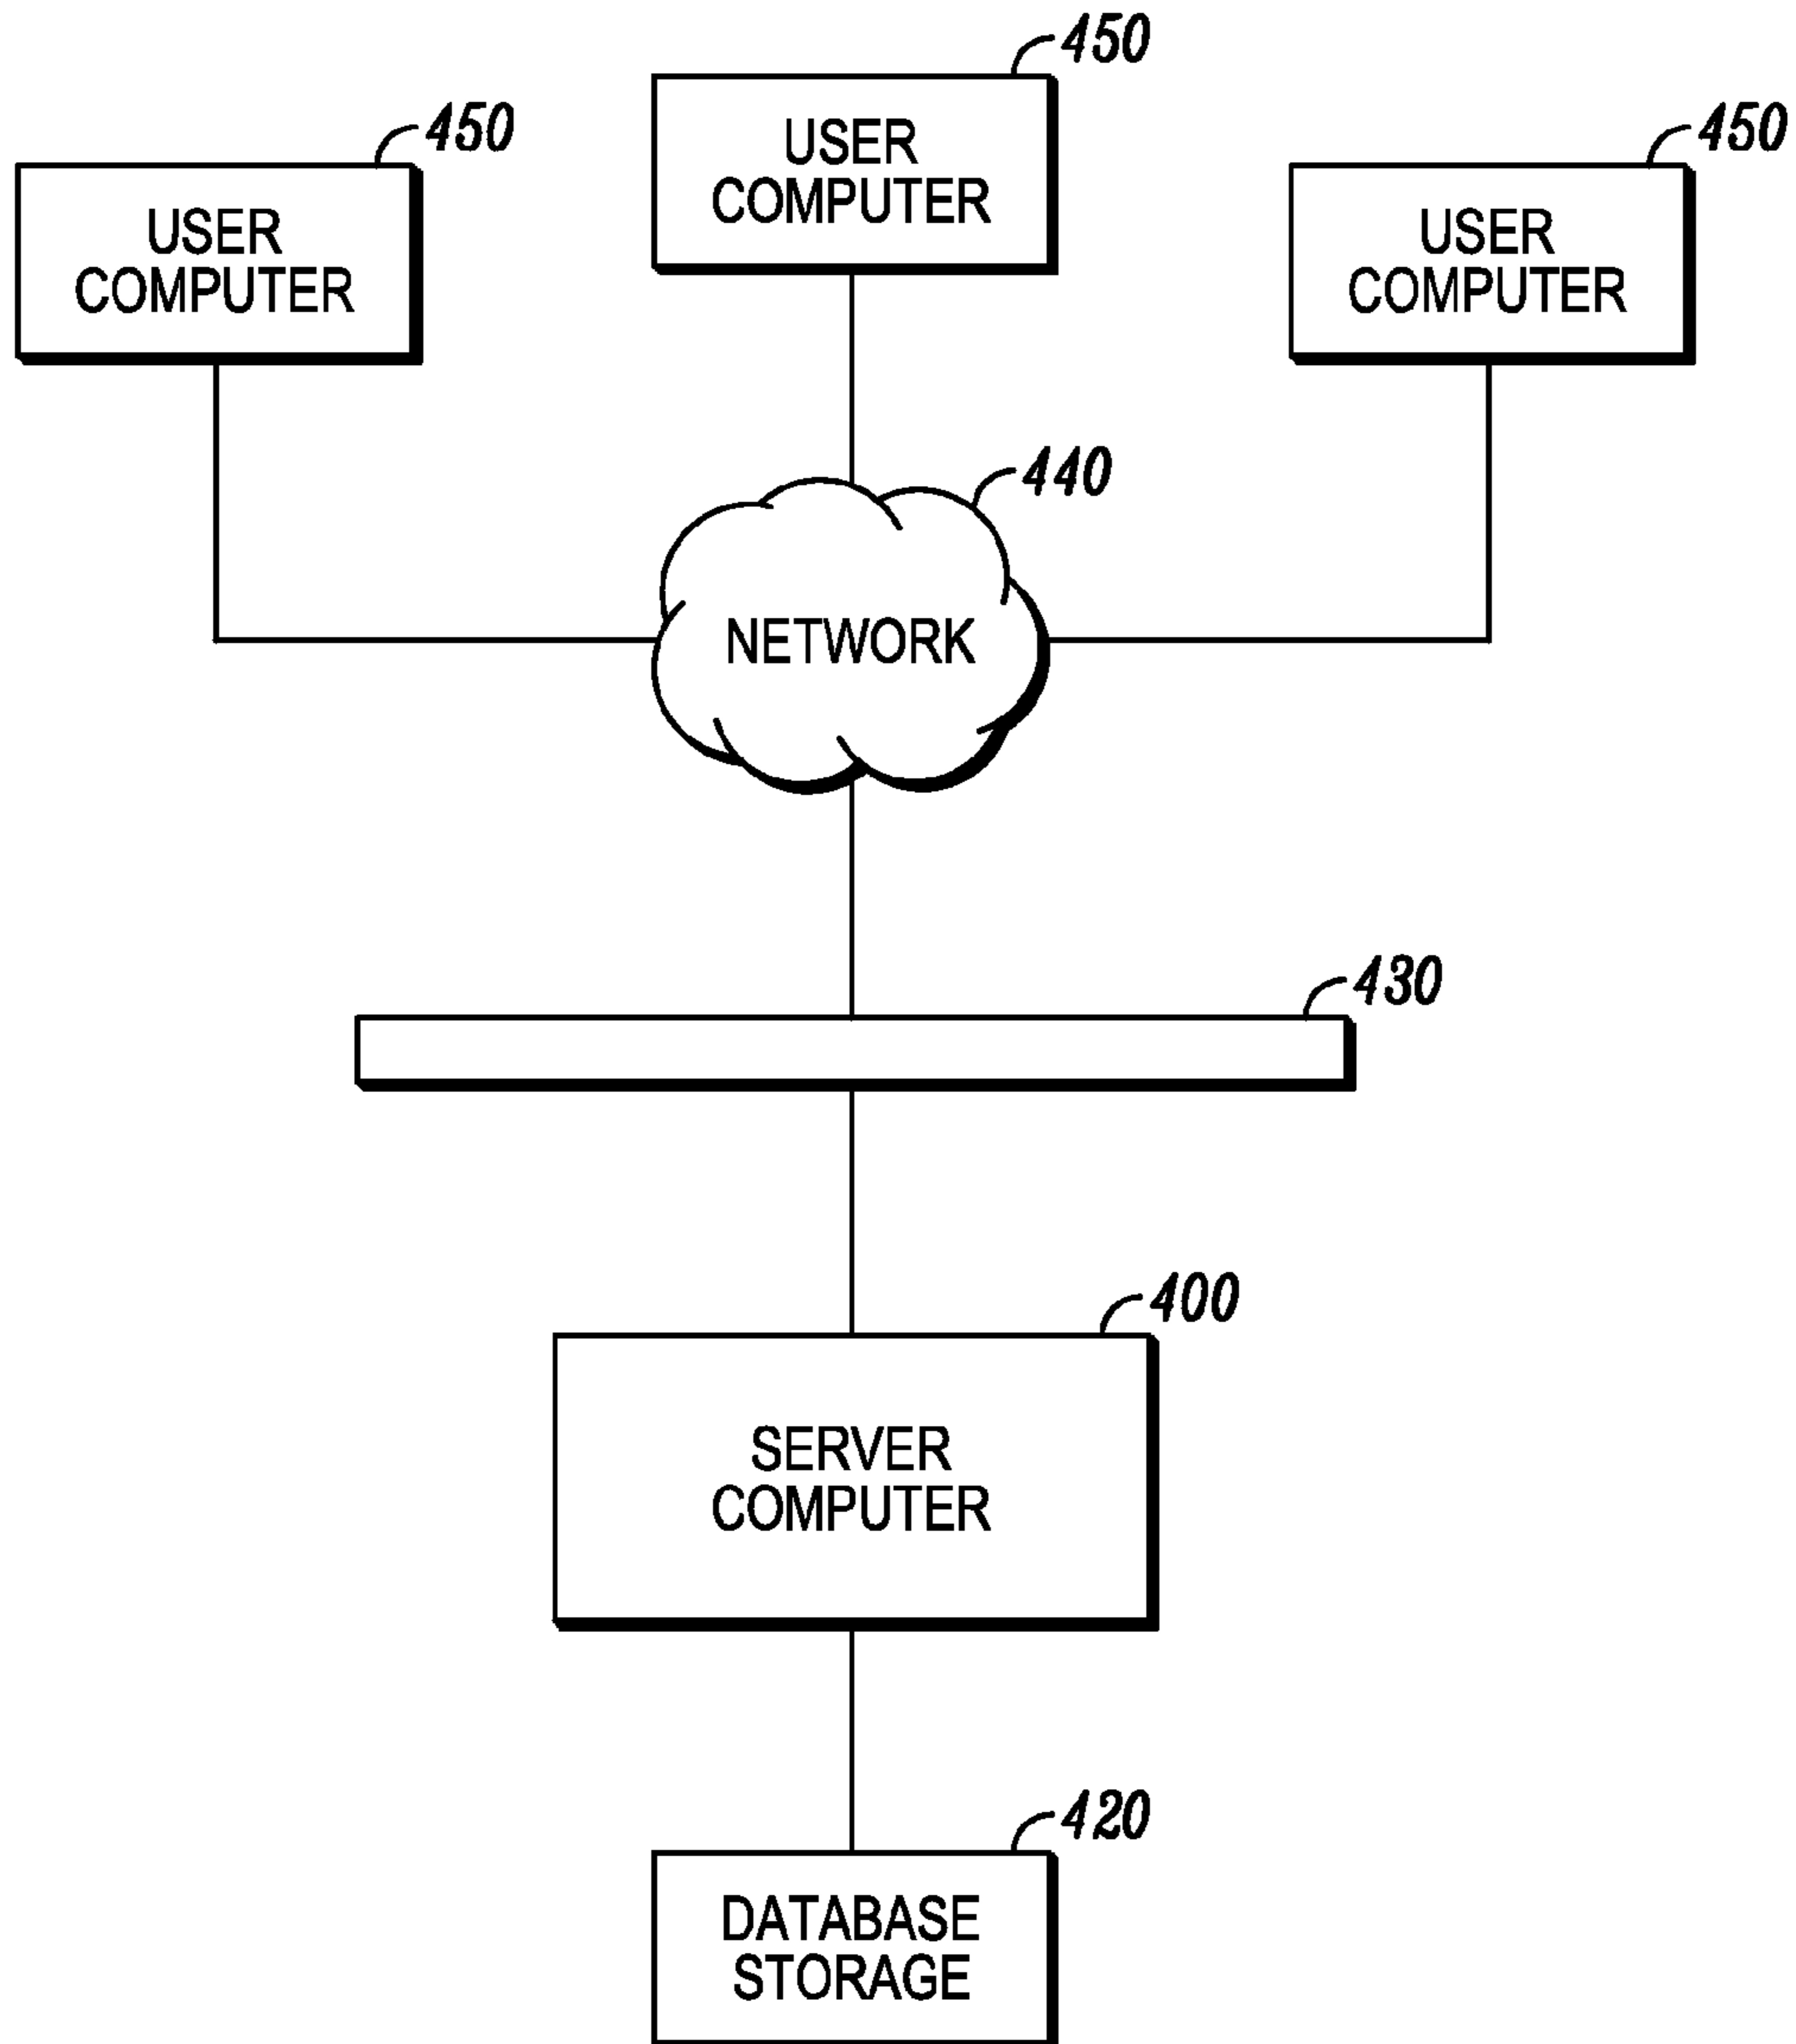 450
USER
COMPUTER
450
USER
COMPUTER
450
USER
COMPUTER
440
NETWORK
430
400
SERVER
COMPUTER
420
DATABASE
STORAGE